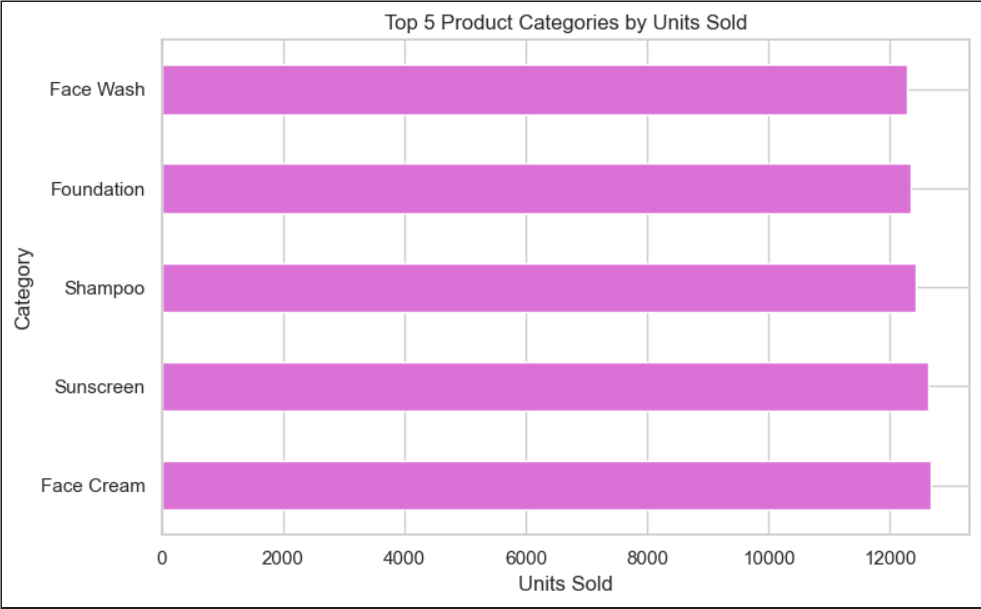 Top 5 Product Categories by Units Sold
Face Wash
Foundation
Shampoo
Sunscreen
Face Cream
Category
0 2000 4000 6000 8000 10000 12000
Units Sold